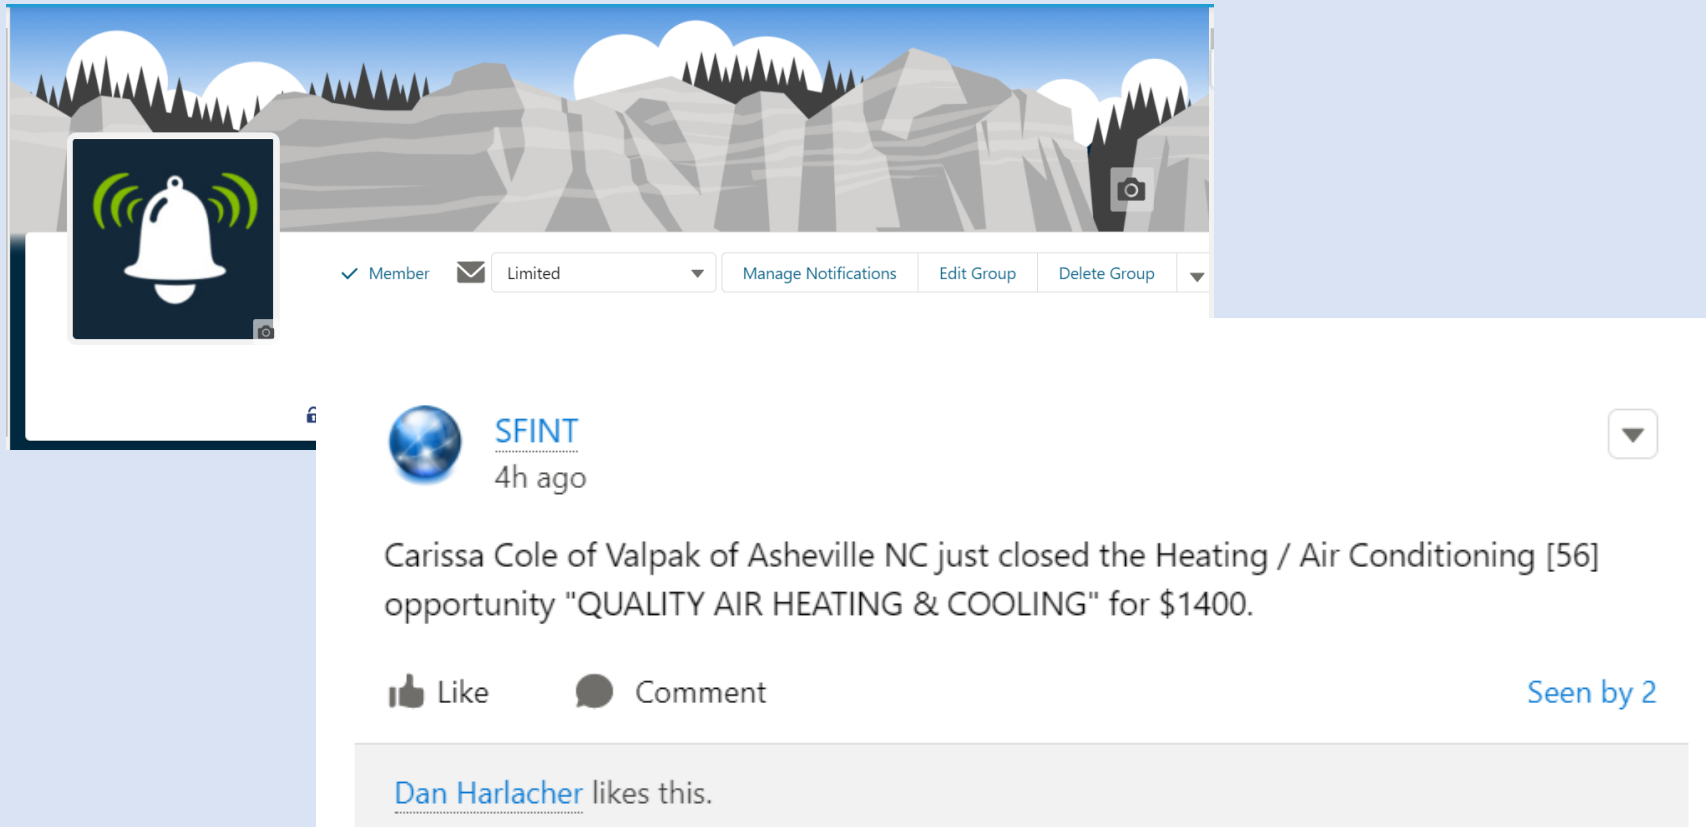 Member
Limited
Manage Notifications
Edit Group
Delete Group
SFINT
4h ago
Carissa Cole of Valpak of Asheville NC just closed the Heating / Air Conditioning [56]
opportunity "QUALITY AIR HEATING & COOLING" for $1400.
Like
Comment
Seen by 2
Dan Harlacher likes this.